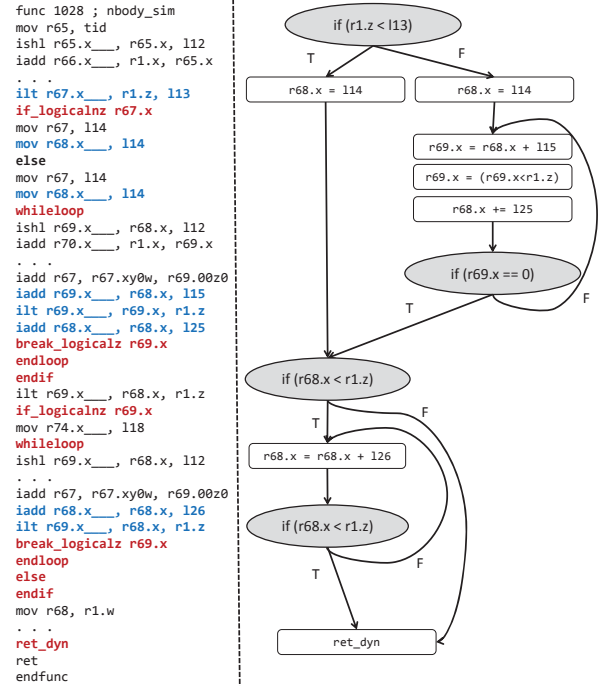 func 1028 ; nbody_sim
mov r65, tid
ishl r65.x___, r65.x, l12
iadd r66.x___, r1.x, r65.x
. . .
ilt r67.x___, r1.z, l13
if_logicalnz r67.x
mov r67, l14
mov r68.x___, l14
else
mov r67, l14
mov r68.x___, l14
whileloop
ishl r69.x___, r68.x, l12
iadd r70.x___, r1.x, r69.x
. . .
iadd r67, r67.xy0w, r69.00z0
iadd r69.x___, r68.x, l15
ilt r69.x___, r69.x, r1.z
iadd r68.x___, r68.x, l25
break_logicalz r69.x
endloop
endif
ilt r69.x___, r68.x, r1.z
if_logicalnz r69.x
mov r74.x___, l18
whileloop
ishl r69.x___, r68.x, l12
. . .
iadd r67, r67.xy0w, r69.00z0
iadd r68.x___, r68.x, l26
ilt r69.x___, r68.x, r1.z
break_logicalz r69.x
endloop
else
endif
mov r68, r1.w
. . .
ret_dyn
ret
endfunc
if (r1.z < l13)
T
F
r68.x = l14
r68.x = l14
r69.x = r68.x + l15
r69.x = (r69.x<r1.z)
r68.x += l25
if (r69.x == 0)
T
F
if (r68.x < r1.z)
T
F
r68.x = r68.x + l26
if (r68.x < r1.z)
T
F
ret_dyn